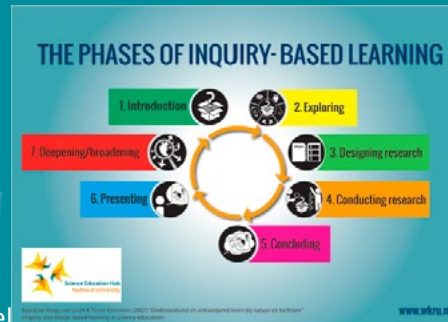 THE PHASES OF INQUIRY-BASED LEARNING
1. Introduction
2. Exploring
7. Deepening/broadening
3. Designing research
6. Presenting
4. Conducting research
5. Concluding
Science Education Hub
Radboud University
www.wkru.n
el